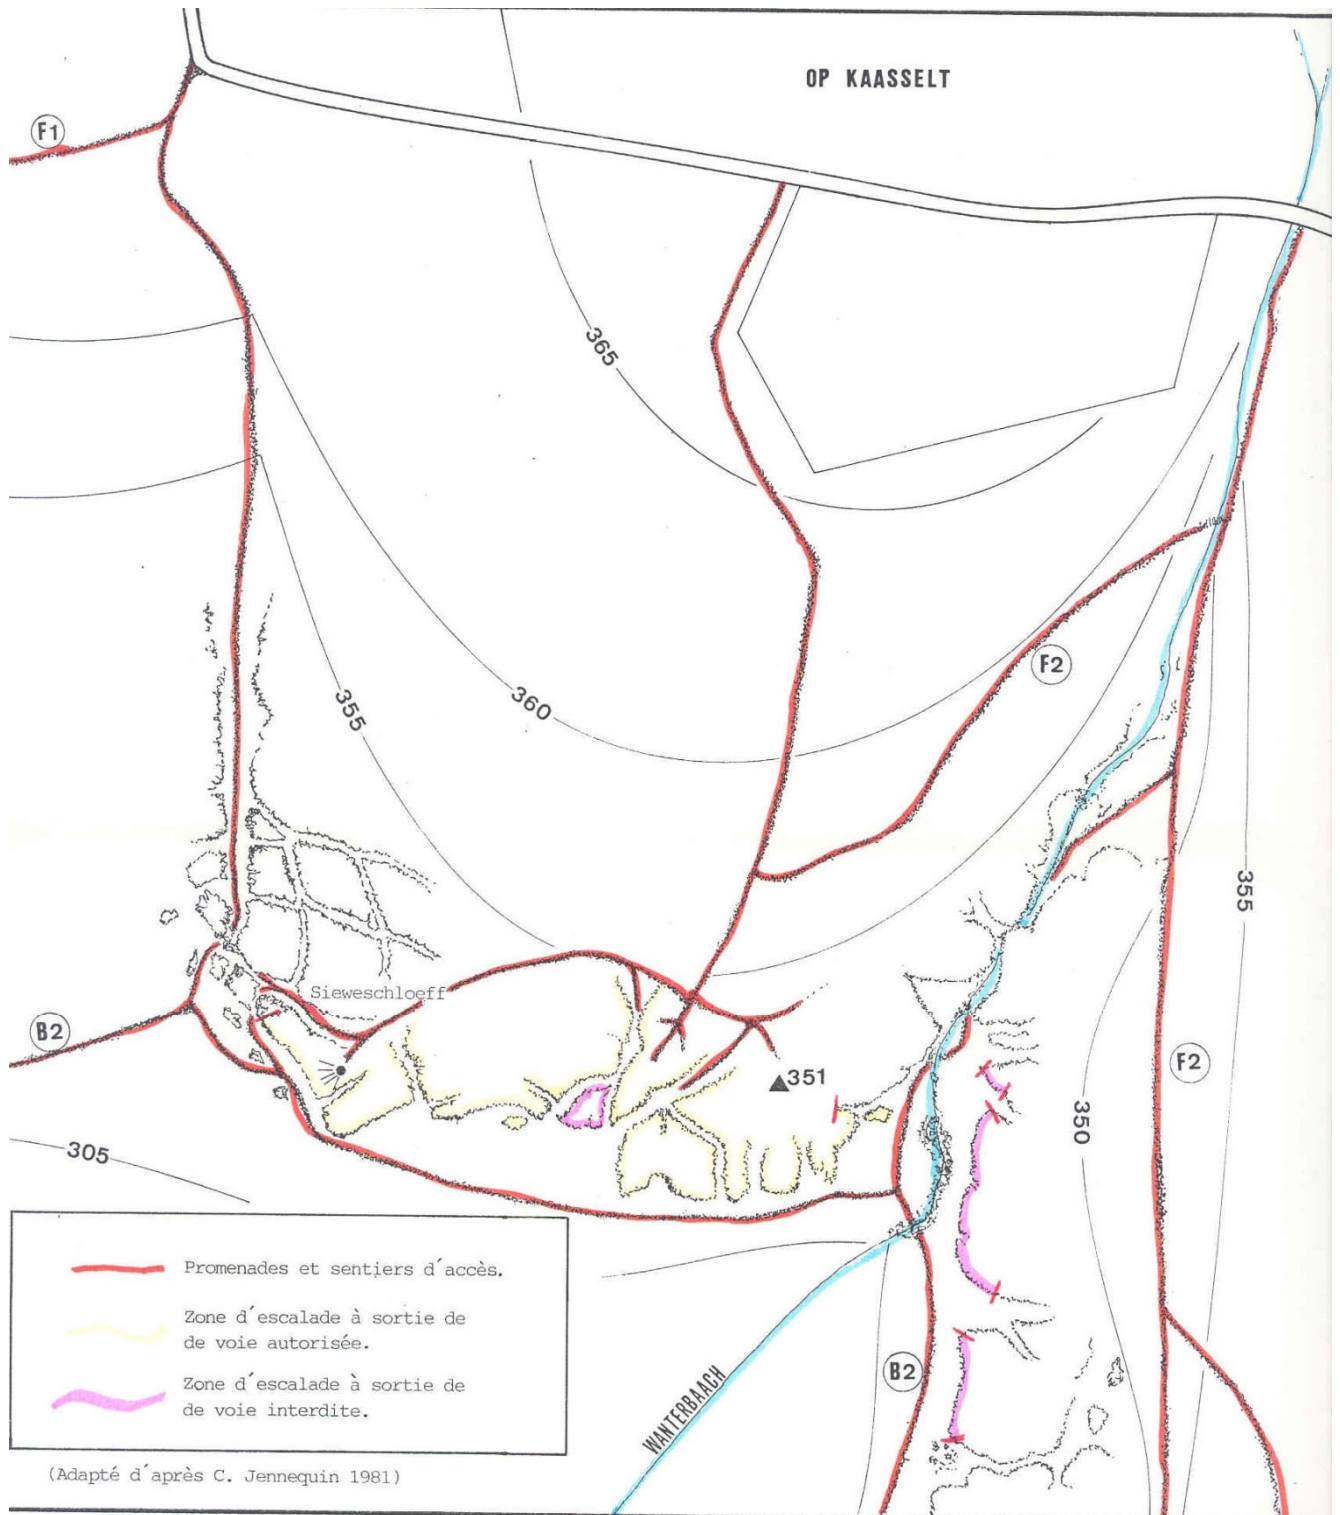 OP KAASSELT
F1
365
F2
355
360
355
Sieweschloeff
B2
351
F2
350
305
Promenades et sentiers d'accès.
Zone d'escalade à sortie de
de voie autorisée.
Zone d'escalade à sortie de
de voie interdite.
B2
WANTERBAACH
(Adapté d'après C. Jennequin 1981)